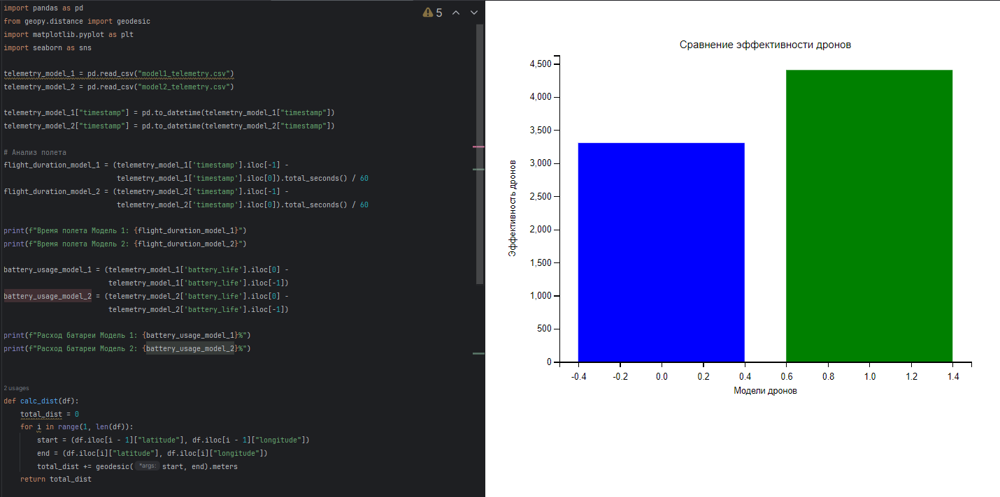 import pandas as pd
from geopy.distance import geodesic
import matplotlib.pyplot as plt
import seaborn as sns
5
telemetry_model_1 = pd.read_csv("model1_telemetry.csv")
telemetry_model_2 = pd.read_csv("model2_telemetry.csv")
telemetry_model_1["timestamp"] = pd.to_datetime(telemetry_model_1["timestamp"])
telemetry_model_2["timestamp"] = pd.to_datetime(telemetry_model_2["timestamp"])
# Анализ полета
flight_duration_model_1 = (telemetry_model_1['timestamp'].iloc[-1] -
telemetry_model_1['timestamp'].iloc[0]).total_seconds() / 60
flight_duration_model_2 = (telemetry_model_2['timestamp'].iloc[-1] -
telemetry_model_2['timestamp'].iloc[0]).total_seconds() / 60
print(f"Время полета Модель 1: {flight_duration_model_1}")
print(f"Время полета Модель 2: {flight_duration_model_2}")
battery_usage_model_1 = (telemetry_model_1['battery_life'].iloc[0] -
telemetry_model_1['battery_life'].iloc[-1])
battery_usage_model_2 = (telemetry_model_2['battery_life'].iloc[0] -
telemetry_model_2['battery_life'].iloc[-1])
print(f"Расход батареи Модель 1: {battery_usage_model_1}%")
print(f"Расход батареи Модель 2: {battery_usage_model_2}%")
2 usages
def calc_dist(df):
total_dist = 0
for i in range(1, len(df)):
start = (df.iloc[i - 1]["latitude"], df.iloc[i - 1]["longitude"])
end = (df.iloc[i]["latitude"], df.iloc[i]["longitude"])
total_dist += geodesic( *args: start, end).meters
return total_dist
Сравнение эффективности дронов
Эффективность дронов
4,500
4,000
3,500
3,000
2,500
2,000
1,500
1,000
500
0
-0.4 -0.2 0.0 0.2 0.4 0.6 0.8 1.0 1.2 1.4
Модели дронов